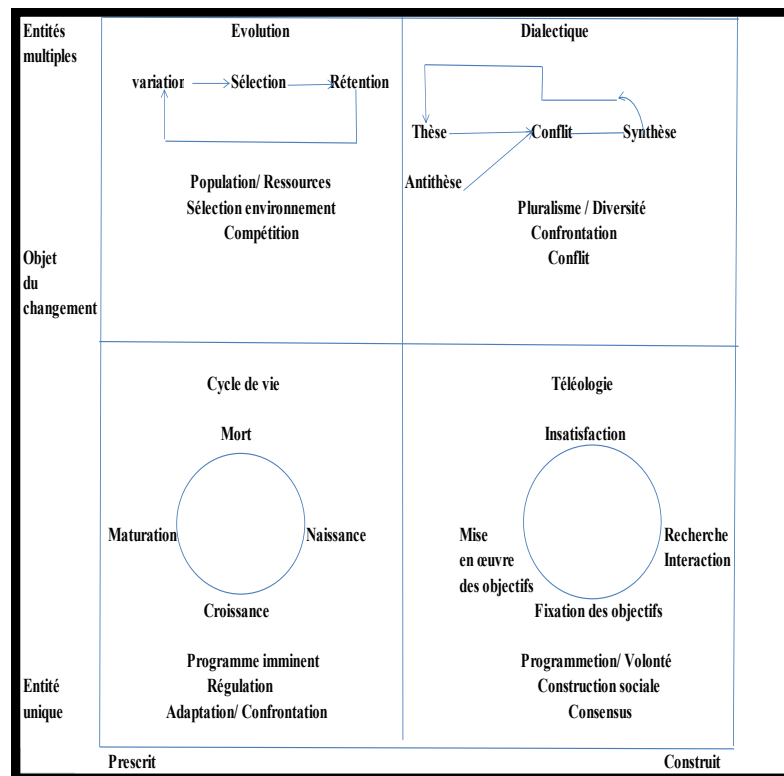 Entités
multiples
Evolution
variation Sélection Rétention
Population/ Ressources
Sélection environnement
Compétition
Dialectique
Thèse Conflit Synthèse
Antithèse
Pluralisme / Diversité
Confrontation
Conflit
Objet
du
changement
Cycle de vie
Mort
Maturation Naissance
Croissance
Programme imminent
Régulation
Adaptation/ Confrontation
Téléologie
Insatisfaction
Mise
en œuvre
des objectifs
Recherche
Interaction
Fixation des objectifs
Programmetion/ Volonté
Construction sociale
Consensus
Entité
unique
Prescrit Construit